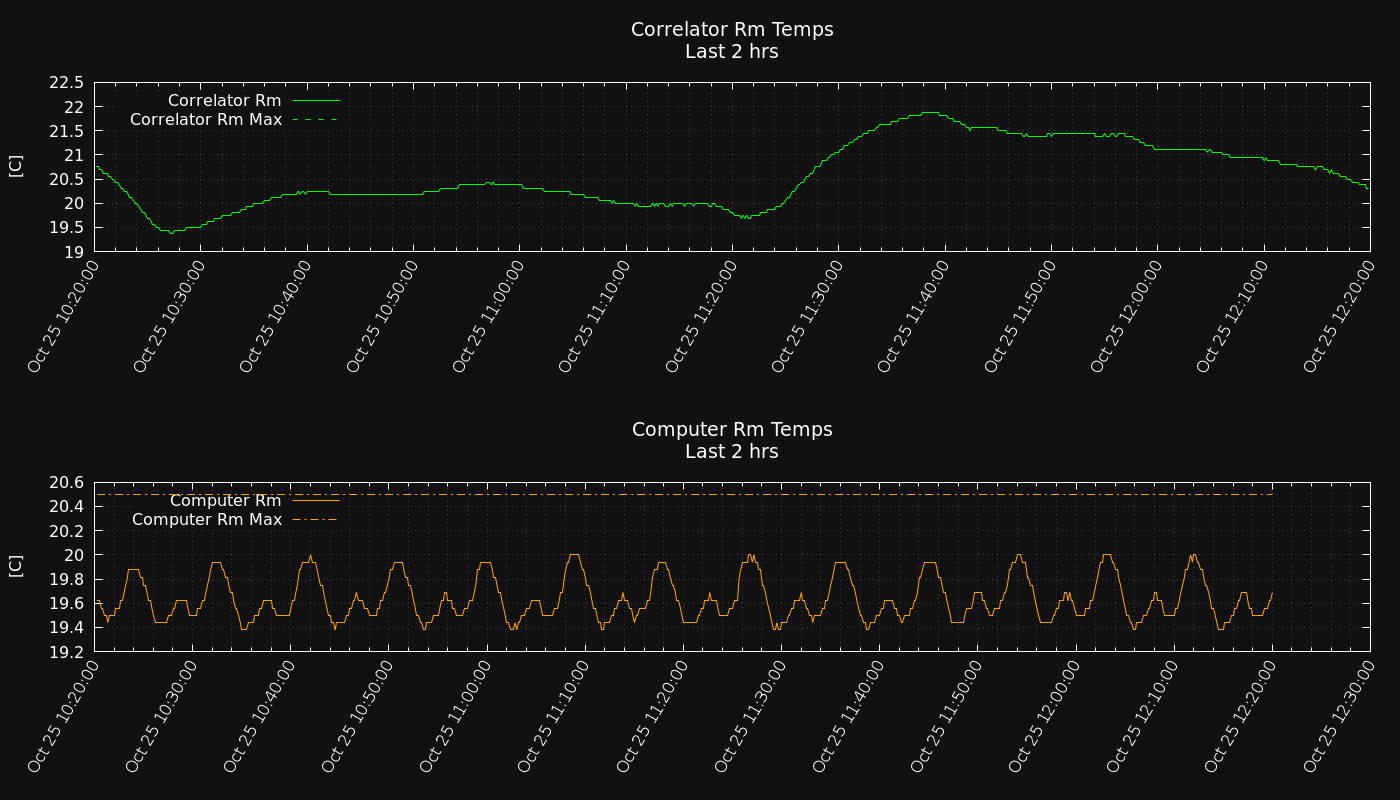 Correlator Rm Temps
Last 2 hrs
22.5
22
21.5
21
20.5
20
19.5
19
[C]
Correlator Rm
Correlator Rm Max
Oct 25 10:20:00
Oct 25 10:30:00
Oct 25 10:40:00
Oct 25 10:50:00
Oct 25 11:00:00
Oct 25 11:10:00
Oct 25 11:20:00
Oct 25 11:30:00
Oct 25 11:40:00
Oct 25 11:50:00
Oct 25 12:00:00
Oct 25 12:10:00
Oct 25 12:20:00
Computer Rm Temps
Last 2 hrs
20.6
20.4
20.2
20
19.8
19.6
19.4
19.2
[C]
Computer Rm
Computer Rm Max
Oct 25 10:20:00
Oct 25 10:30:00
Oct 25 10:40:00
Oct 25 10:50:00
Oct 25 11:00:00
Oct 25 11:10:00
Oct 25 11:20:00
Oct 25 11:30:00
Oct 25 11:40:00
Oct 25 11:50:00
Oct 25 12:00:00
Oct 25 12:10:00
Oct 25 12:20:00
Oct 25 12:30:00